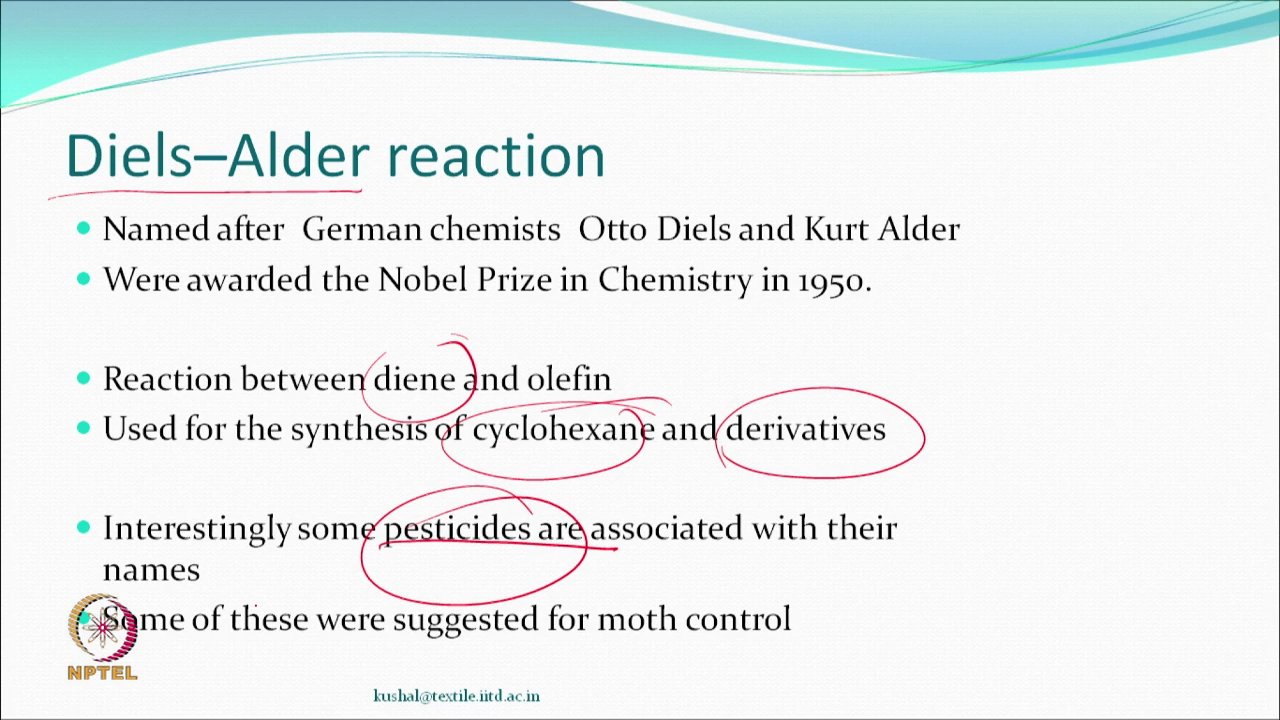 Diels–Alder reaction
Named after German chemists Otto Diels and Kurt Alder
Were awarded the Nobel Prize in Chemistry in 1950.
Reaction between diene and olefin
Used for the synthesis of cyclohexane and derivatives
Interestingly some pesticides are associated with their
names
Some of these were suggested for moth control
NPTEL
kushal@textile.iitd.ac.in